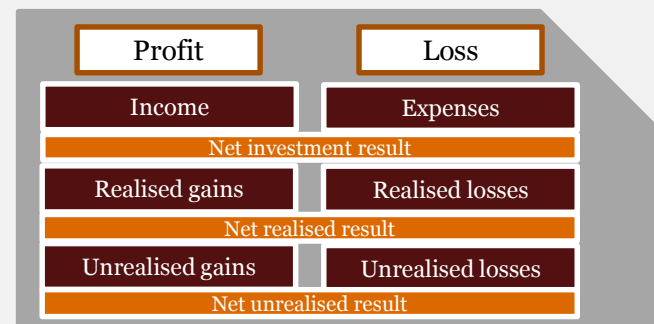 Profit
Loss
Income
Expenses
Net investment result
Realised gains
Realised losses
Net realised result
Unrealised gains
Unrealised losses
Net unrealised result